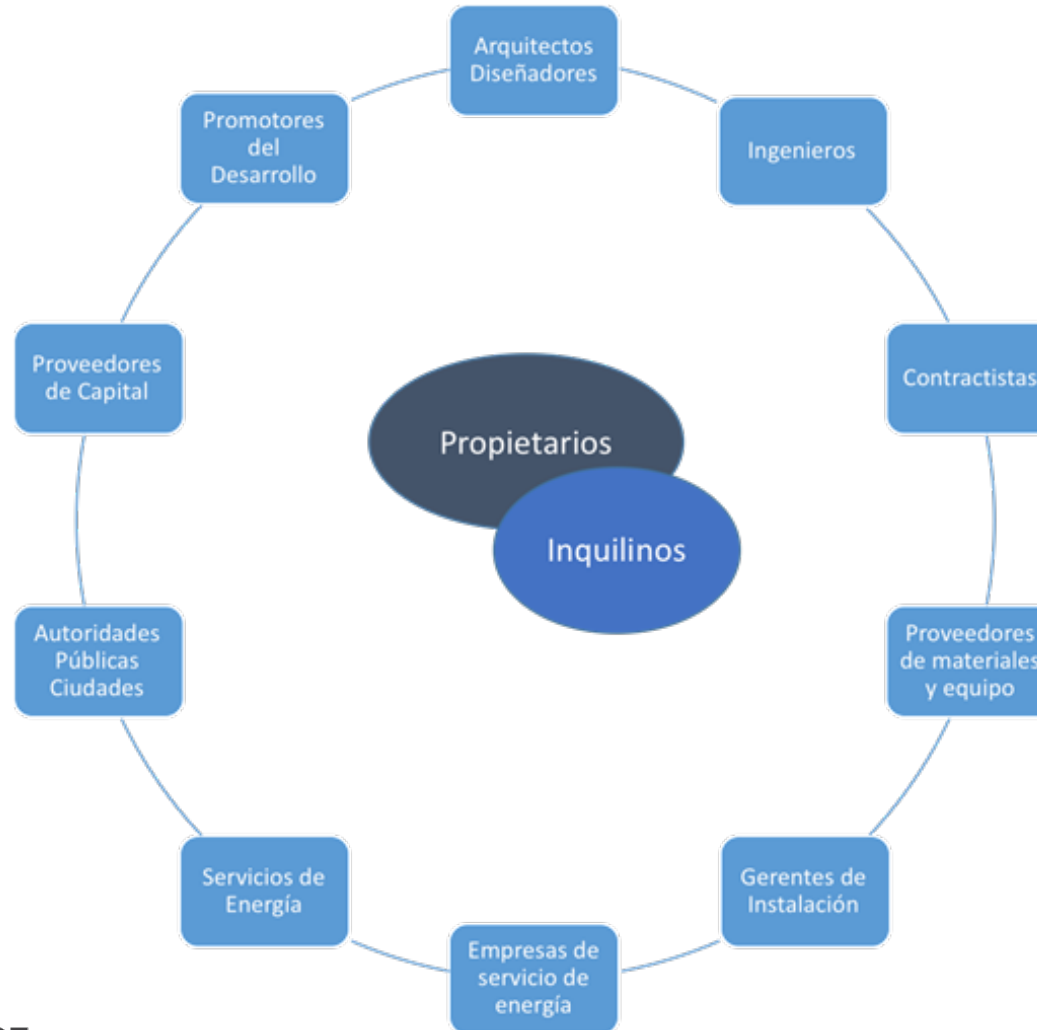 Arquitectos
Diseñadores
Ingenieros
Contractistas
Proveedores
de materiales
y equipo
Gerentes de
Instalación
Empresas de
servicio de
energía
Servicios de
Energía
Autoridades
Públicas
Ciudades
Proveedores
de Capital
Promotores
del
Desarrollo
Propietarios
Inquilinos